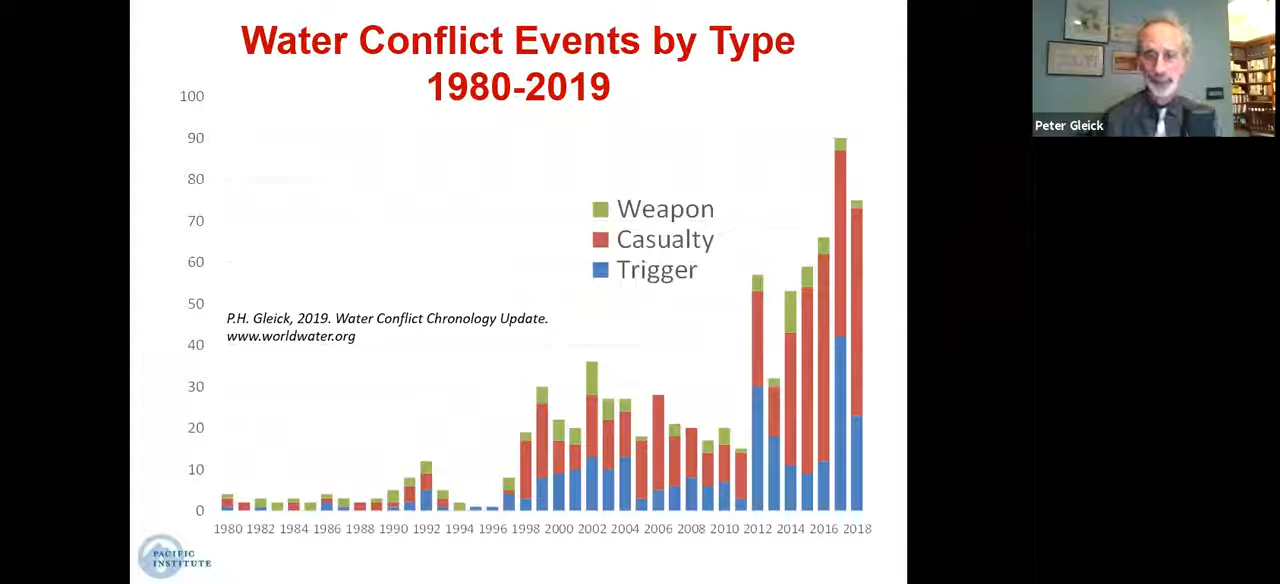 Water Conflict Events by Type
1980-2019
Peter Gleick
100
90
80
70
60
50
40
30
20
10
0
Weapon
Casualty
Trigger
P.H. Gleick, 2019. Water Conflict Chronology Update.
www.worldwater.org
1980 1982 1984 1986 1988 1990 1992 1994 1996 1998 2000 2002 2004 2006 2008 2010 2012 2014 2016 2018
PACIFIC
INSTITUTE